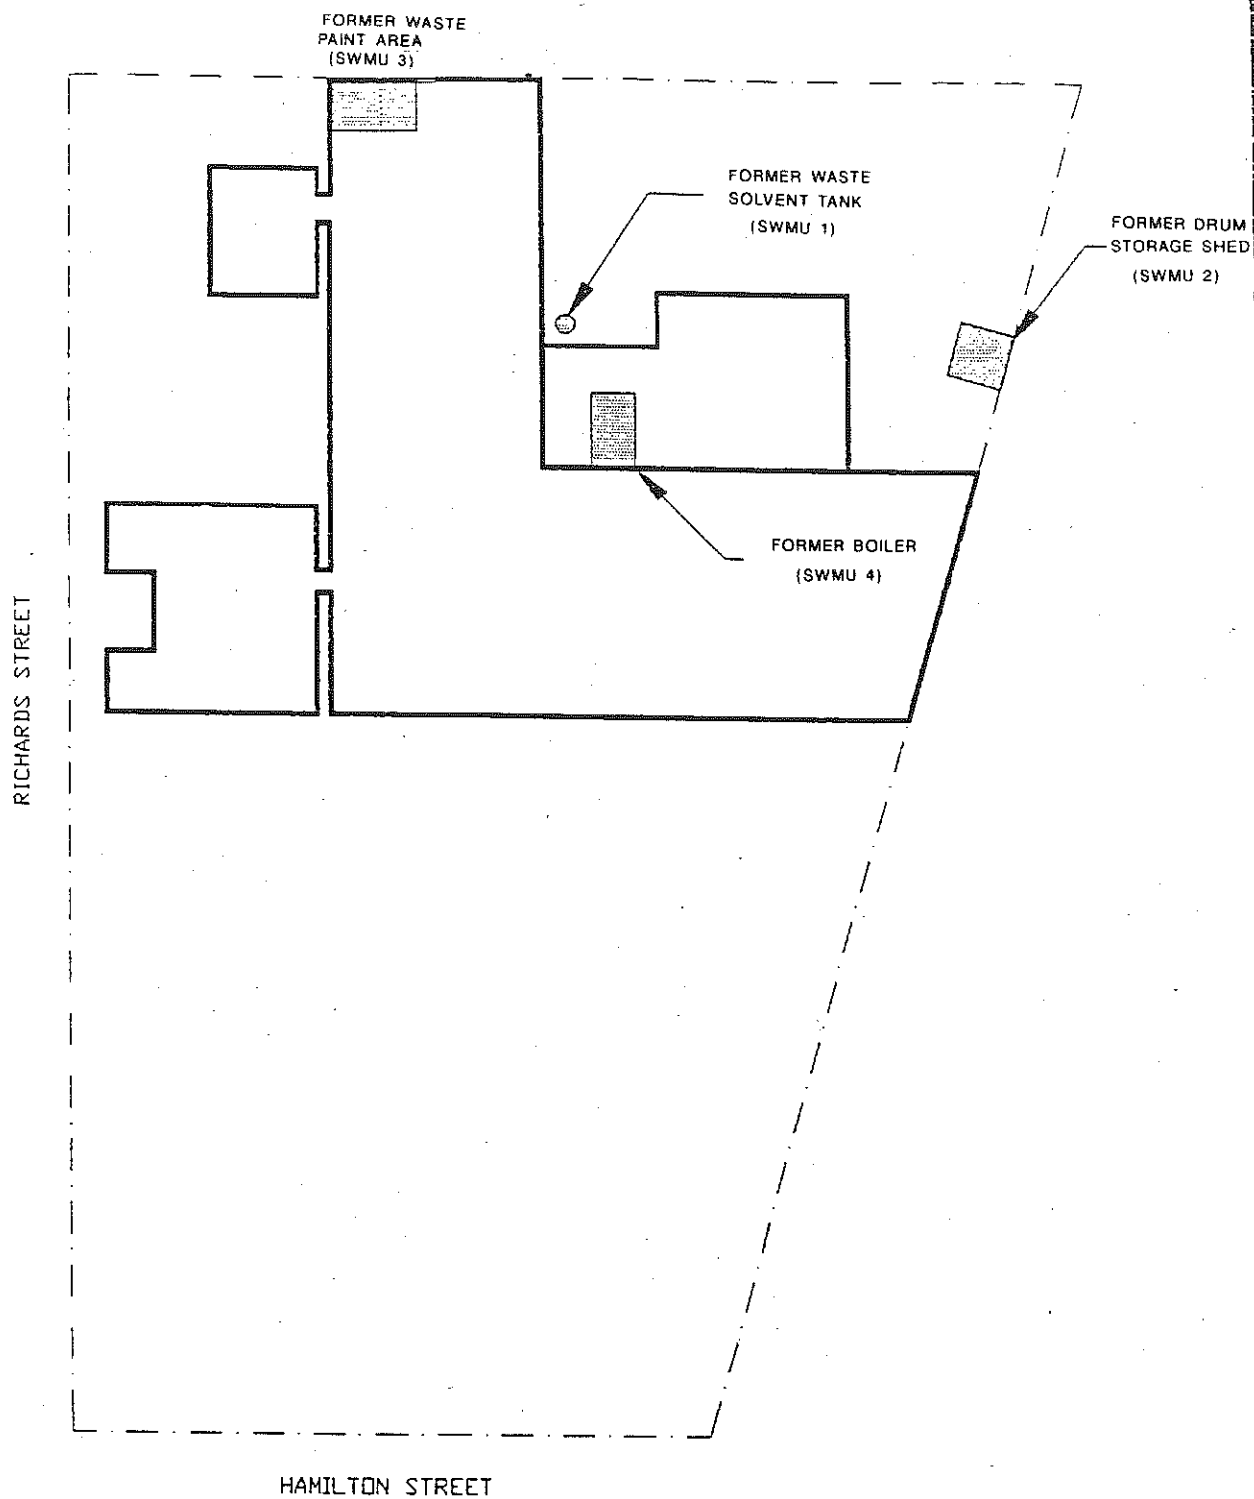 FORMER WASTE
PAINT AREA
(SWMU 3)
FORMER WASTE
SOLVENT TANK
(SWMU 1)
FORMER DRUM
STORAGE SHED
(SWMU 2)
FORMER BOILER
(SWMU 4)
RICHARDS STREET
HAMILTON STREET